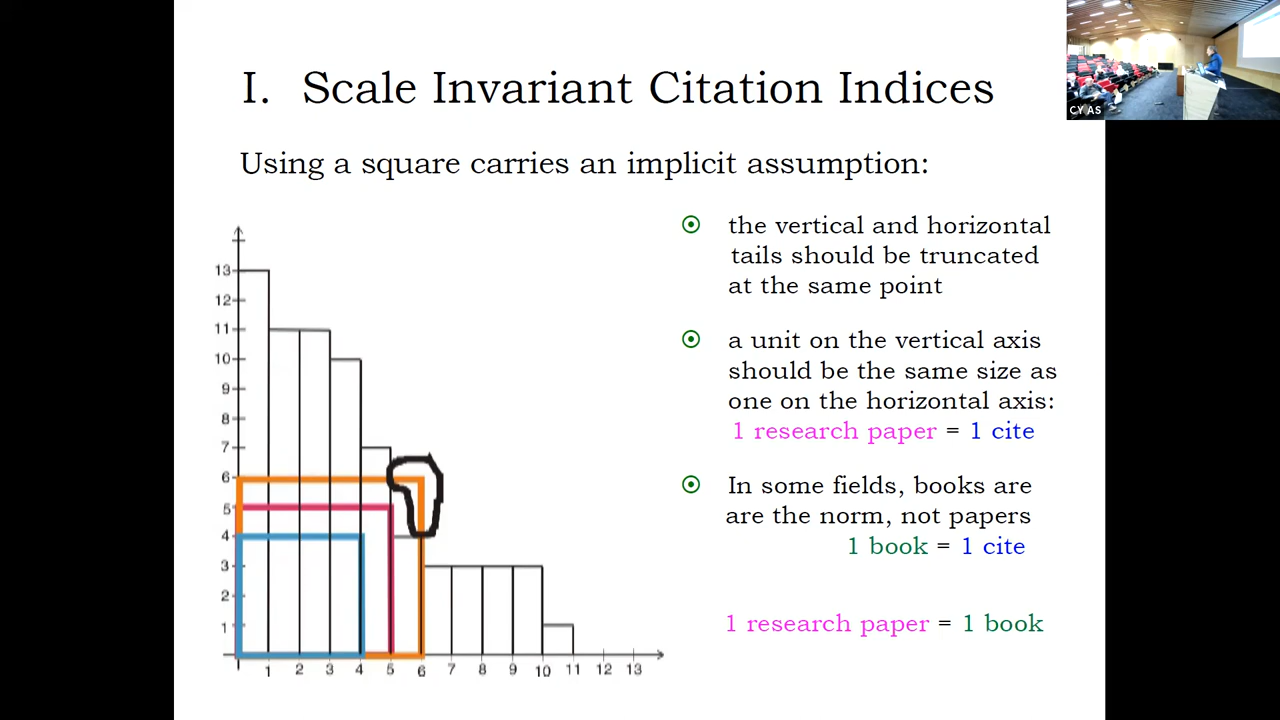 I. Scale Invariant Citation Indices
CY AS
Using a square carries an implicit assumption:
the vertical and horizontal
tails should be truncated
at the same point
a unit on the vertical axis
should be the same size as
one on the horizontal axis:
1 research paper = 1 cite
In some fields, books are
are the norm, not papers
1 book = 1 cite
1 research paper = 1 book
13
12
11
10
9
8
7
6
5
4
3
2
1
1 2 3 4 5 6 7 8 9 10 11 12 13